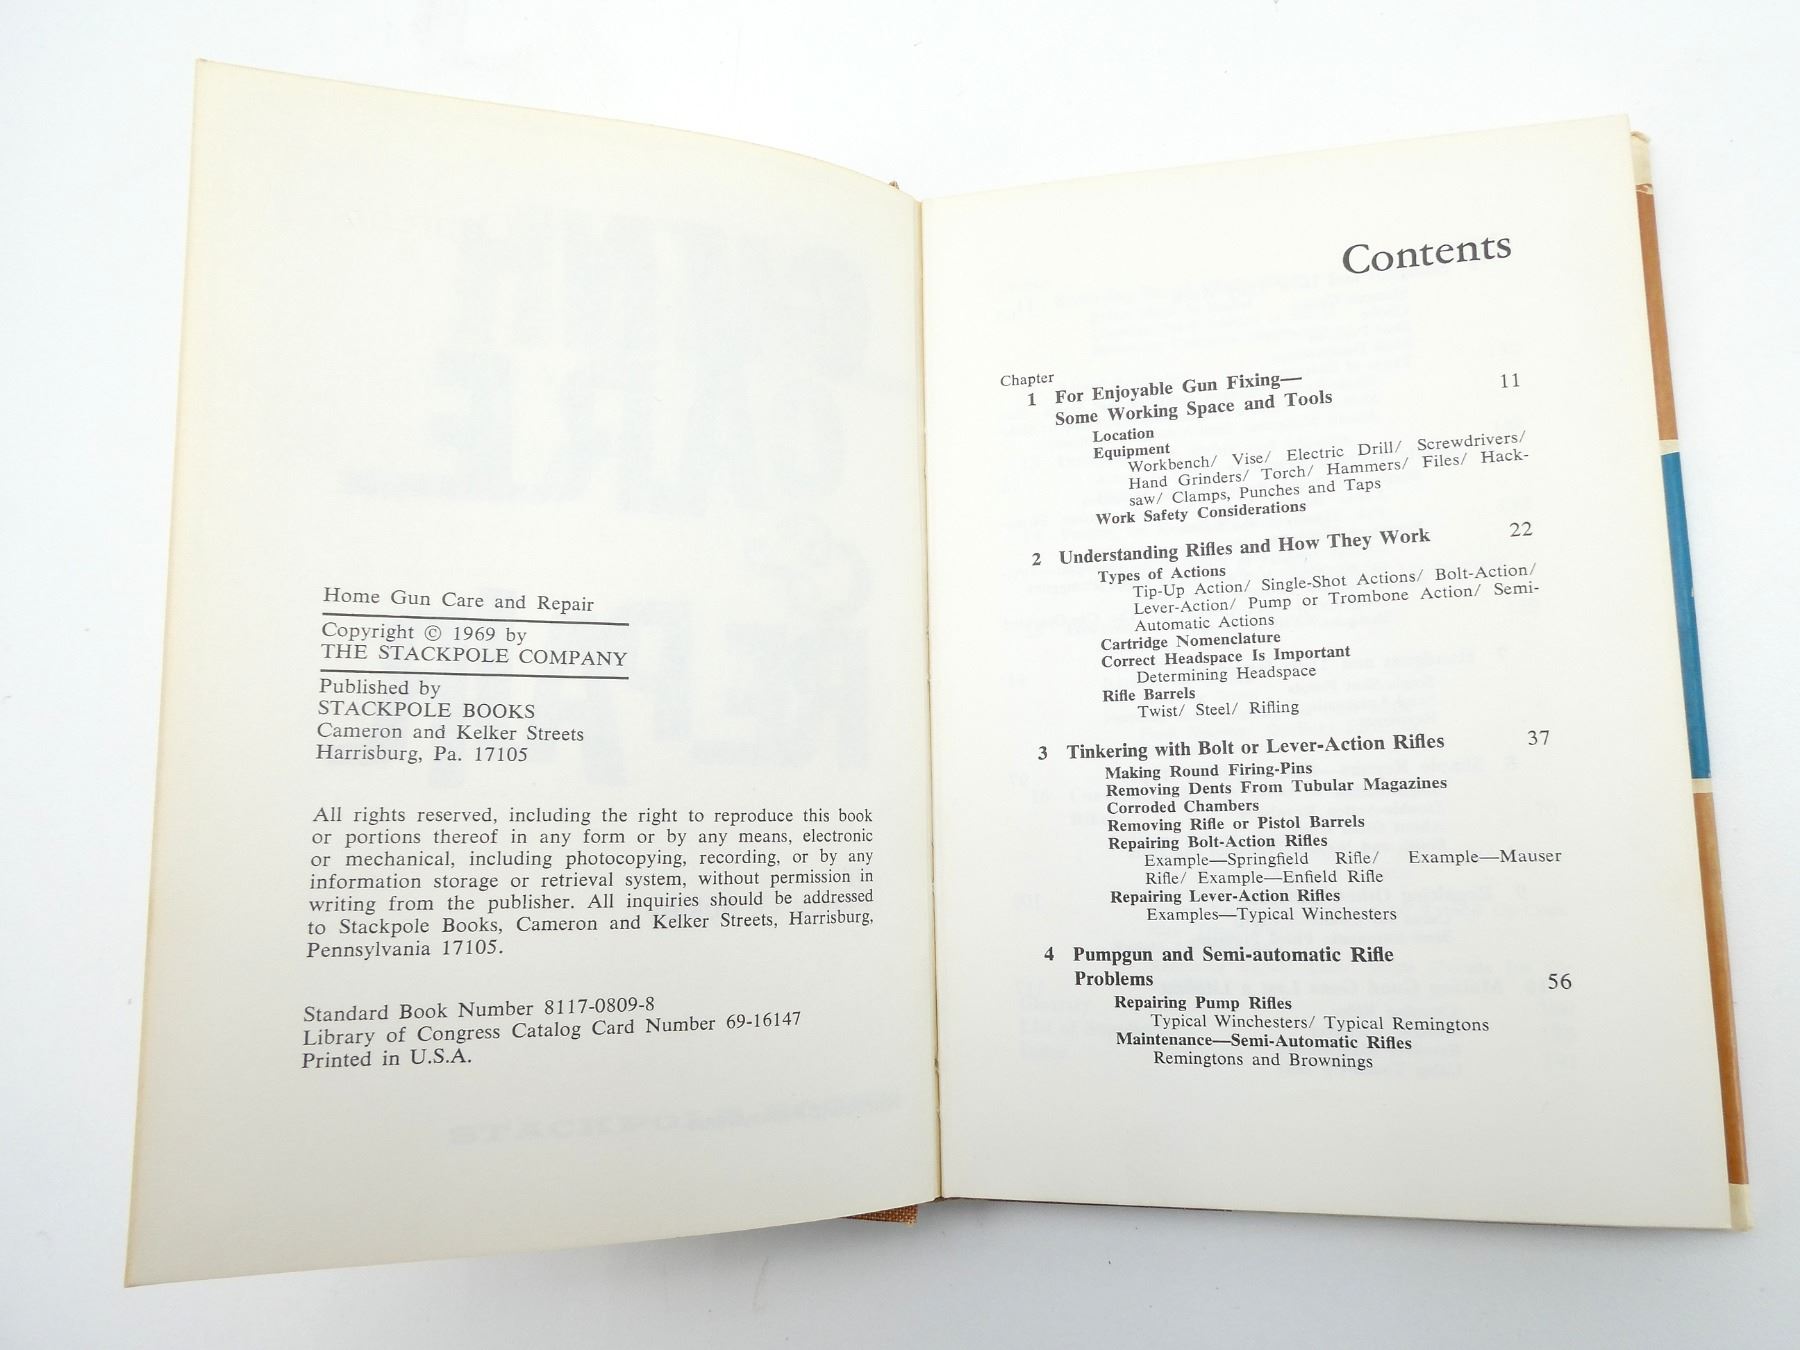 Home Gun Care and Repair
Copyright © 1969 by
THE STACKPOLE COMPANY
Published by
STACKPOLE BOOKS
Cameron and Kelker Streets
Harrisburg, Pa. 17105
All rights reserved, including the right to reproduce this book
or portions thereof in any form or by any means, electronic
or mechanical, including photocopying, recording, or by any
information storage or retrieval system, without permission in
writing from the publisher. All inquiries should be addressed
to Stackpole Books, Cameron and Kelker Streets, Harrisburg,
Pennsylvania 17105.
Standard Book Number 8117-0809-8
Library of Congress Catalog Card Number 69-16147
Printed in U.S.A.
Contents
Chapter
1 For Enjoyable Gun Fixing— 11
Some Working Space and Tools
Location
Equipment
Workbench/ Vise/ Electric Drill/ Screwdrivers/
Hand Grinders/ Torch/ Hammers/ Files/ Hack-
saw/ Clamps, Punches and Taps
Work Safety Considerations
2 Understanding Rifles and How They Work 22
Types of Actions
Tip-Up Action/ Single-Shot Actions/ Bolt-Action/
Lever-Action/ Pump or Trombone Action/ Semi-
Automatic Actions
Cartridge Nomenclature
Correct Headspace Is Important
Determining Headspace
Rifle Barrels
Twist/ Steel/ Rifling
3 Tinkering with Bolt or Lever-Action Rifles 37
Making Round Firing-Pins
Removing Dents From Tubular Magazines
Corroded Chambers
Removing Rifle or Pistol Barrels
Repairing Bolt-Action Rifles
Example—Springfield Rifle/ Example—Mauser
Rifle/ Example—Enfield Rifle
Repairing Lever-Action Rifles
Examples—Typical Winchesters
4 Pumpgun and Semi-automatic Rifle
Problems 56
Repairing Pump Rifles
Typical Winchesters/ Typical Remingtons
Maintenance—Semi-Automatic Rifles
Remingtons and Brownings